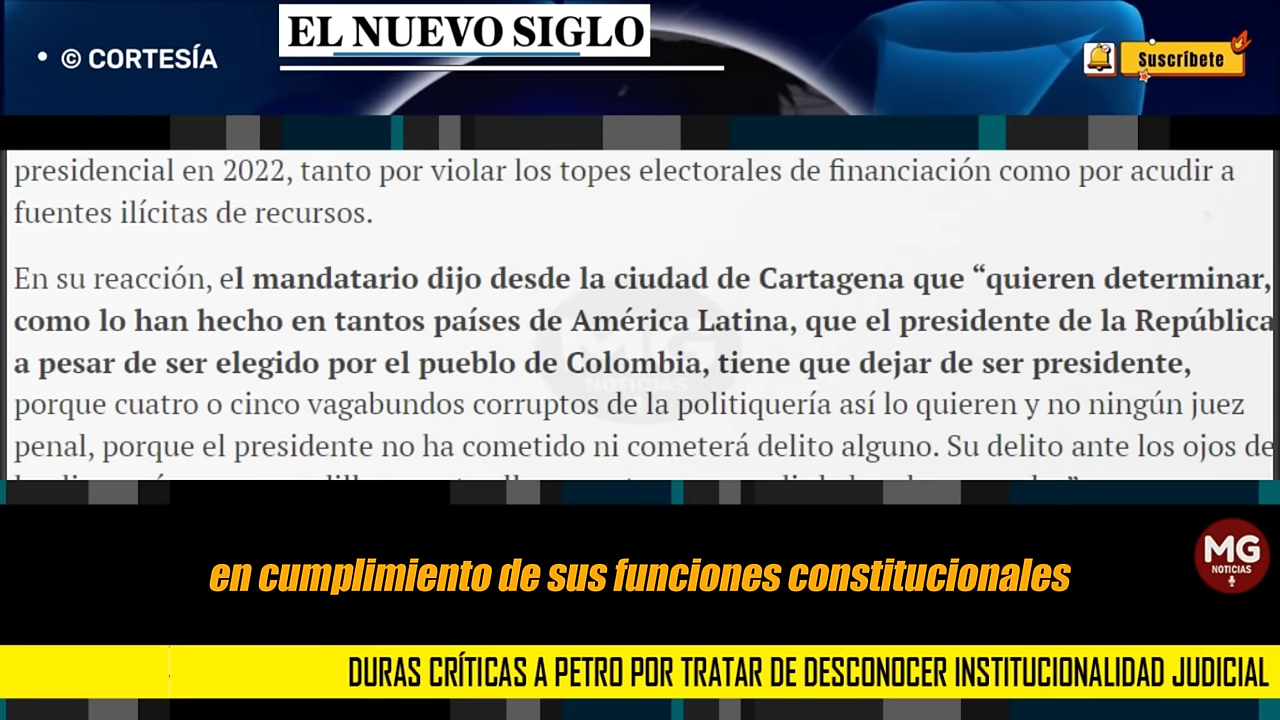 • © CORTESÍA
EL NUEVO SIGLO
Suscríbete
presidencial en 2022, tanto por violar los topes electorales de financiación como por acudir a
fuentes ilícitas de recursos.
En su reacción, el mandatario dijo desde la ciudad de Cartagena que “quieren determinar,
como lo han hecho en tantos países de América Latina, que el presidente de la República
a pesar de ser elegido por el pueblo de Colombia, tiene que dejar de ser presidente,
porque cuatro o cinco vagabundos corruptos de la politiquería así lo quieren y no ningún juez
penal, porque el presidente no ha cometido ni cometerá delito alguno. Su delito ante los ojos de
MG
NOTICIAS
en cumplimiento de sus funciones constitucionales
MG
NOTICIAS
DURAS CRÍTICAS A PETRO POR TRATAR DE DESCONOCER INSTITUCIONALIDAD JUDICIAL